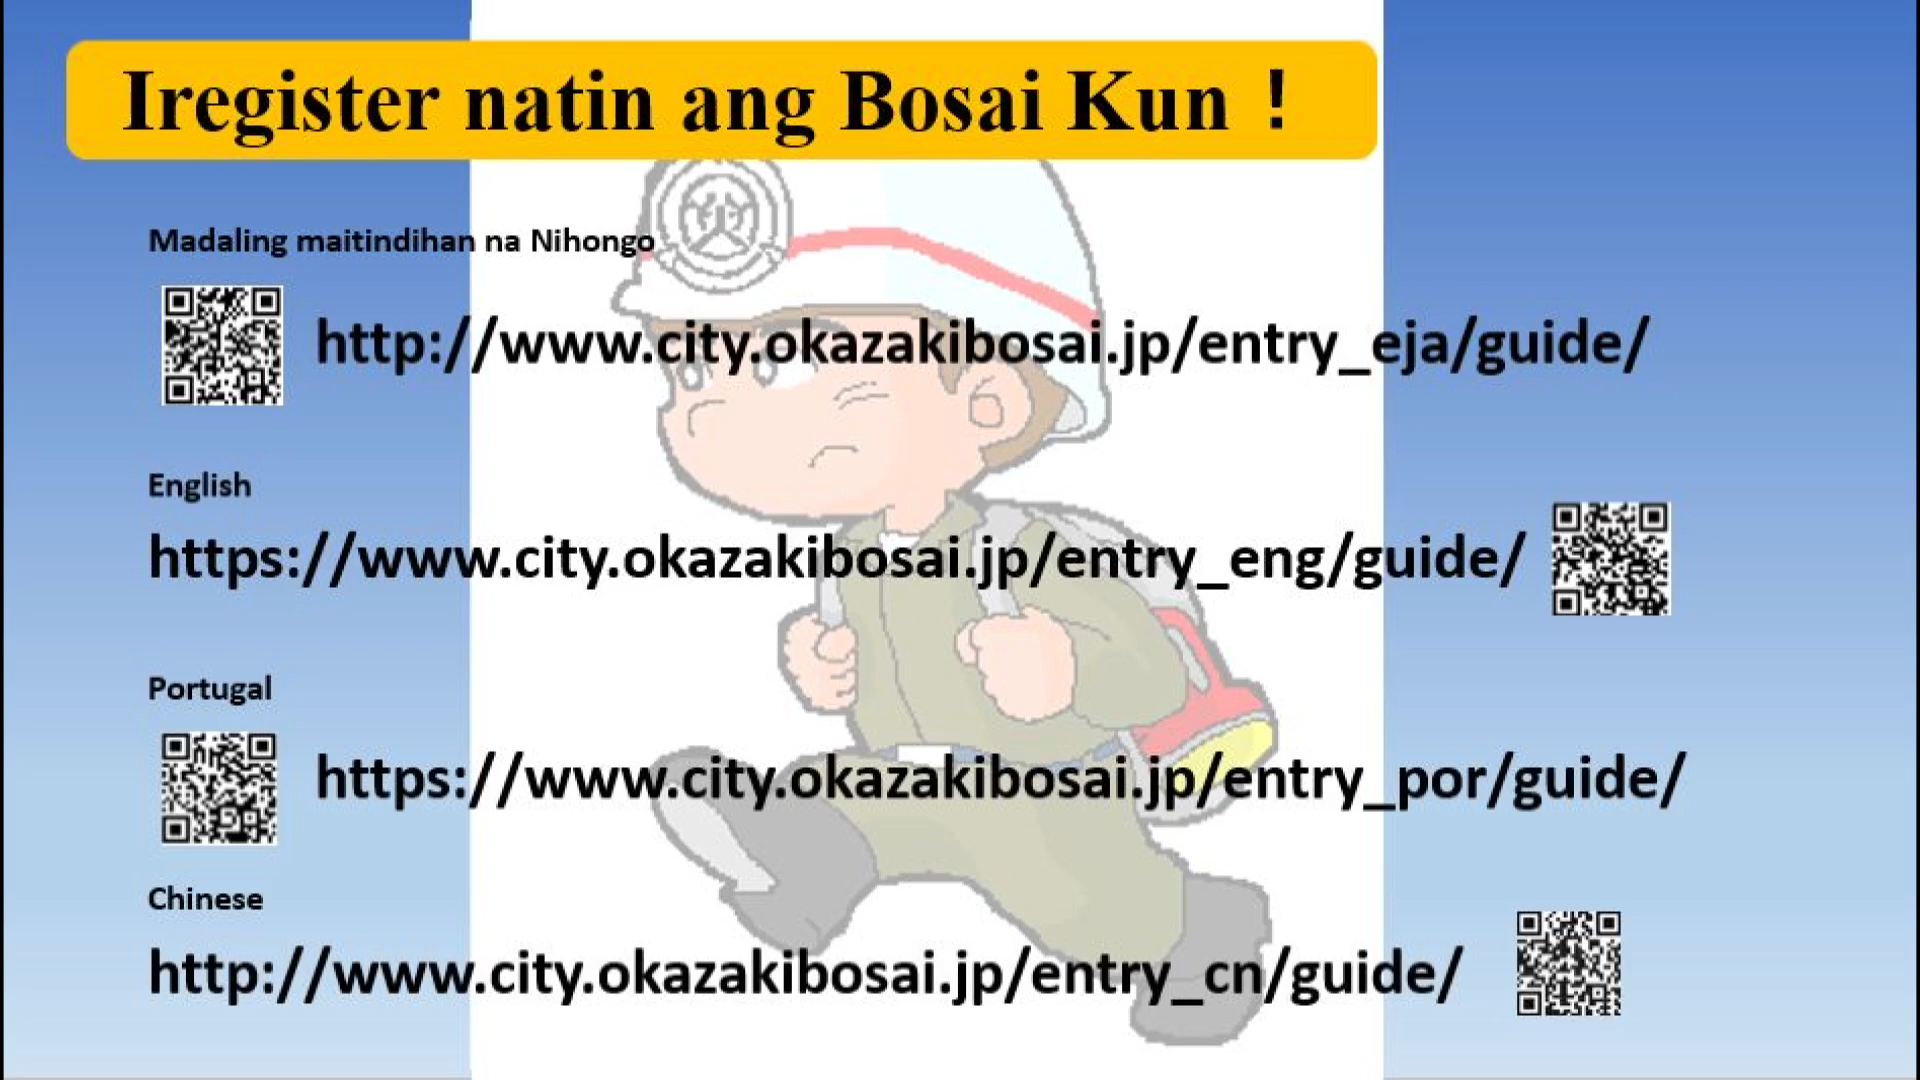 Iregister natin ang Bosai Kun！
Madaling maitindihan na Nihongo
http://www.city.okazakibosai.jp/entry_eja/guide/
English
https://www.city.okazakibosai.jp/entry_eng/guide/
Portugal
https://www.city.okazakibosai.jp/entry_por/guide/
Chinese
http://www.city.okazakibosai.jp/entry_cn/guide/